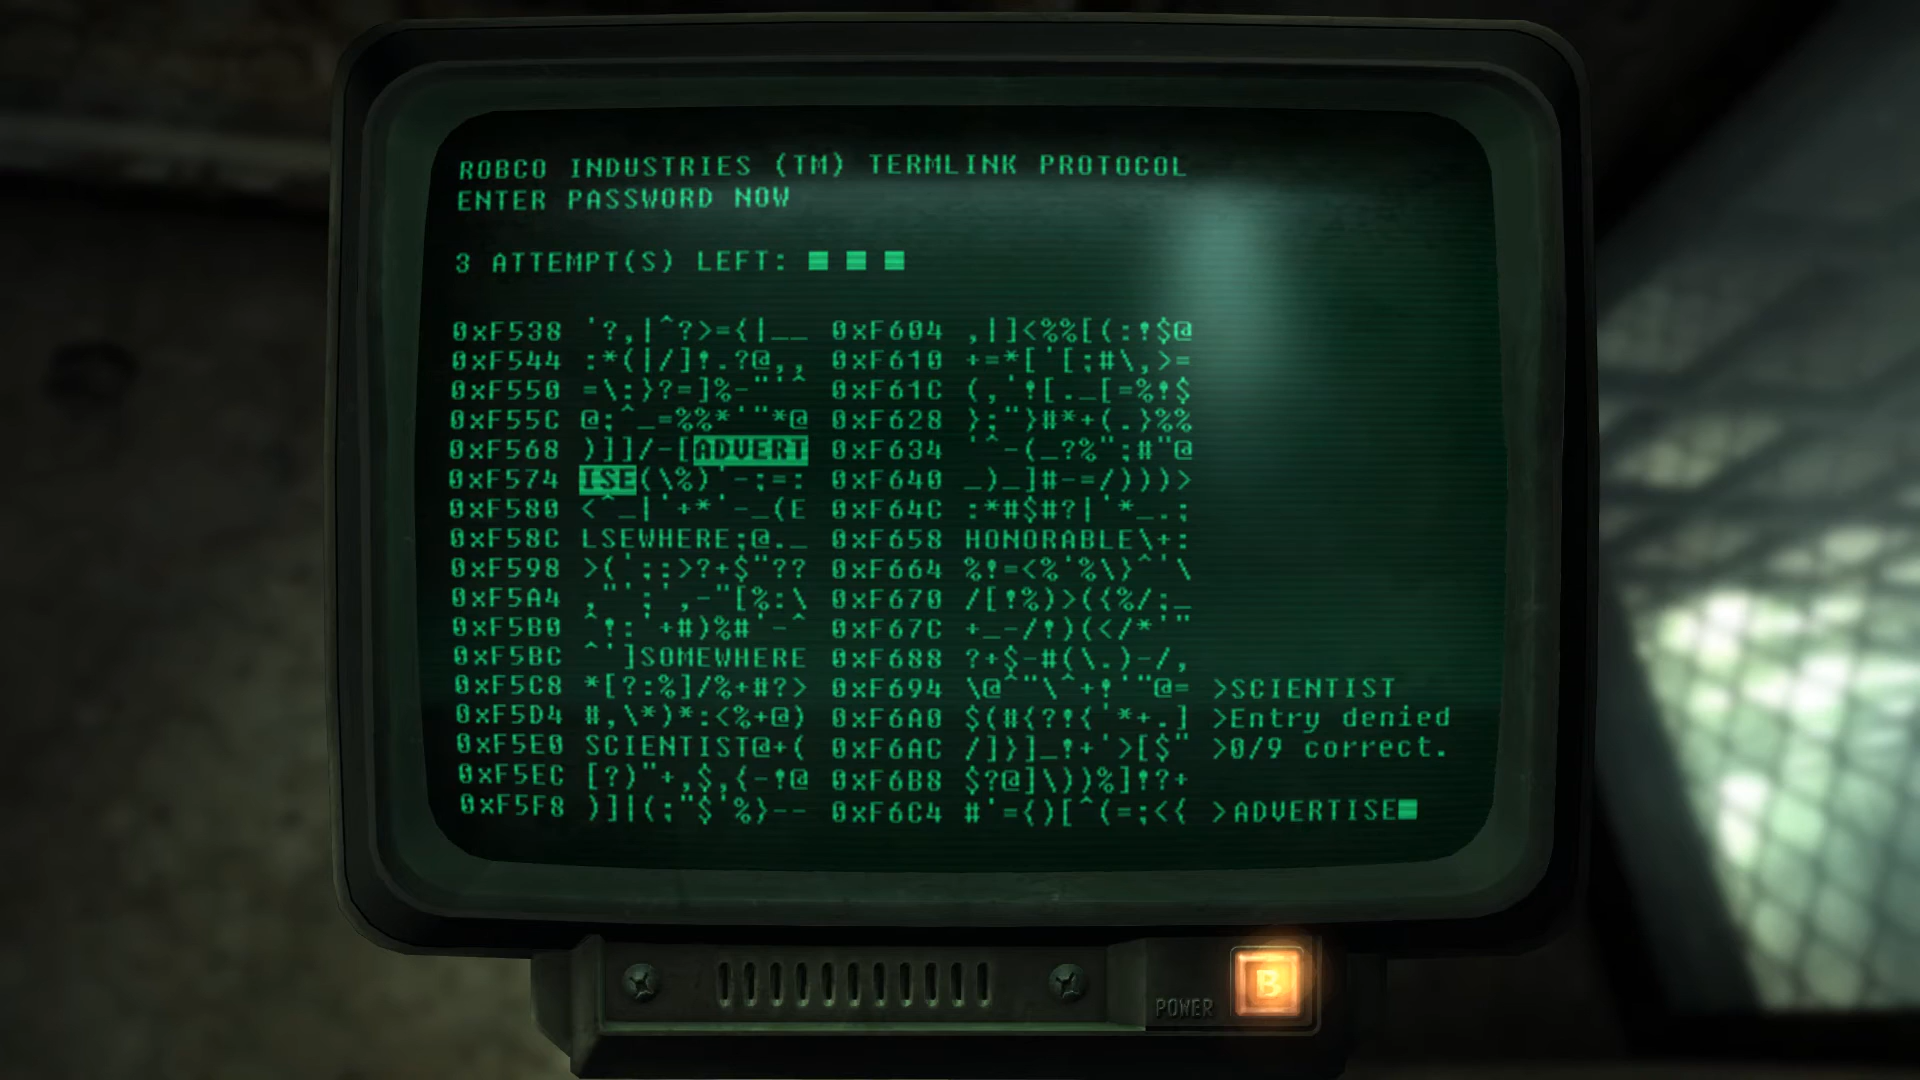 ROBCO INDUSTRIES (TM) TERMLINK PROTOCOL
ENTER PASSWORD NOW
3 ATTEMPT(S) LEFT: ■ ■ ■
0xF538 '?,|^?>={|__ 0xF604 ,|]<%%[(:!$@
0xF544 :*(|/]!.?@,, 0xF610 +=*['[;#\,>=
0xF550 =\:}?=]%-"'^ 0xF61C (,'![._[=%!$
0xF55C @;^_=%%*'"*@ 0xF628 };"}#*+(.}%%
0xF568 )]]/-[ADVERT 0xF634 '^-(_?%";#"@
0xF574 ISE(\%)'-;=: 0xF640 _)_]#-=/)))>
0xF580 <^_|'+*'-_(E 0xF64C :*#$#?|'*_.;
0xF58C LSEWHERE;@._ 0xF658 HONORABLE\+:
0xF598 >(';:>?+$"?? 0xF664 %!=<%'%\}^'\
0xF5A4 ,"';',-"[%:\ 0xF670 /[!%)>({%/;_
0xF5B0 ^!:'+#)%#'-^ 0xF67C +_-/!)(</*'"
0xF5BC ^']SOMEWHERE 0xF688 ?+$-#(\.)-/,
0xF5C8 *[?:%]/%+#?> 0xF694 \@^"\^+!'"@= >SCIENTIST
0xF5D4 #,\*)*:<%+@) 0xF6A0 $(#{?!{'*+.] >Entry denied
0xF5E0 SCIENTIST@+( 0xF6AC /]}]_!+'>[$" >0/9 correct.
0xF5EC [?)"+,$,{-!@ 0xF6B8 $?@]\))%]!?+
0xF5F8 )]|(;"$'%}-- 0xF6C4 #'={)[^(=;<{ >ADVERTISE■
POWER
B